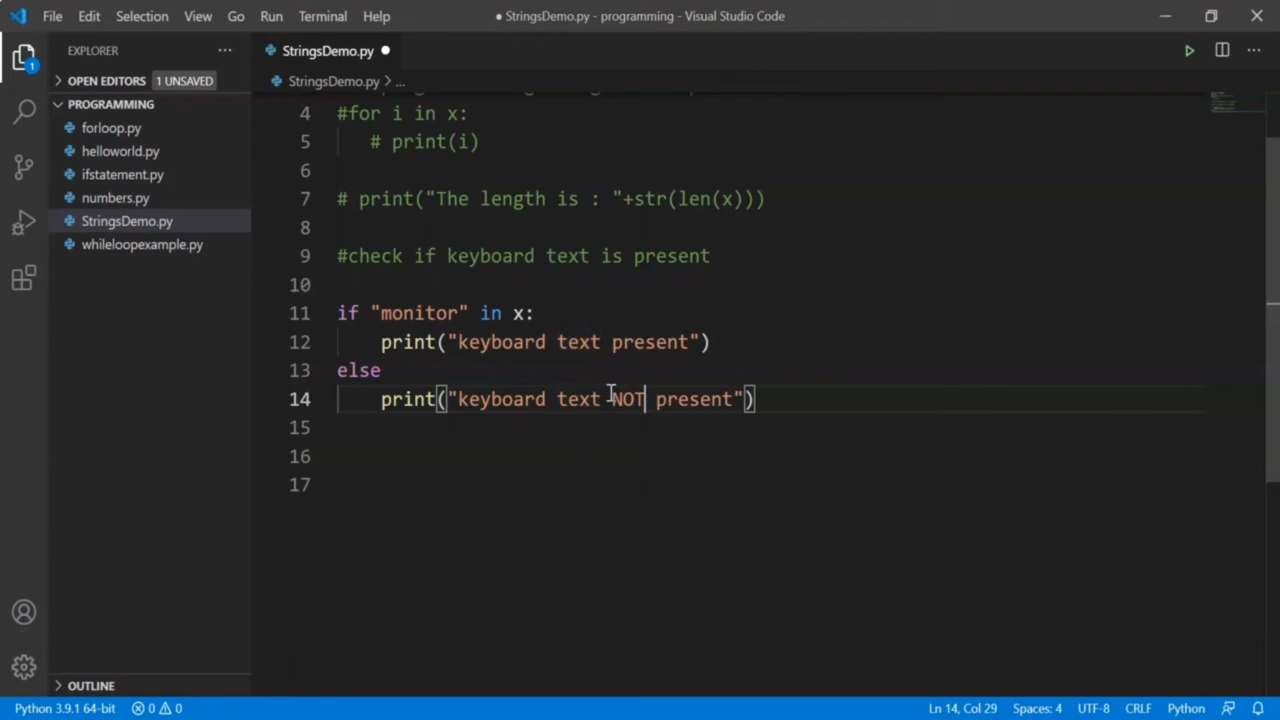 File Edit Selection View Go Run Terminal Help ● StringsDemo.py - programming - Visual Studio Code
EXPLORER ... StringsDemo.py ● ...
OPEN EDITORS 1 UNSAVED StringsDemo.py > ...
PROGRAMMING
forloop.py
helloworld.py
ifstatement.py
numbers.py
StringsDemo.py
whileloopexample.py
4 #for i in x:
5 # print(i)
6
7 # print("The length is : "+str(len(x)))
8
9 #check if keyboard text is present
10
11 if "monitor" in x:
12 print("keyboard text present")
13 else
14 print("keyboard text NOT present")
15
16
17
1
OUTLINE
Python 3.9.1 64-bit 0 0 Ln 14, Col 29 Spaces: 4 UTF-8 CRLF Python